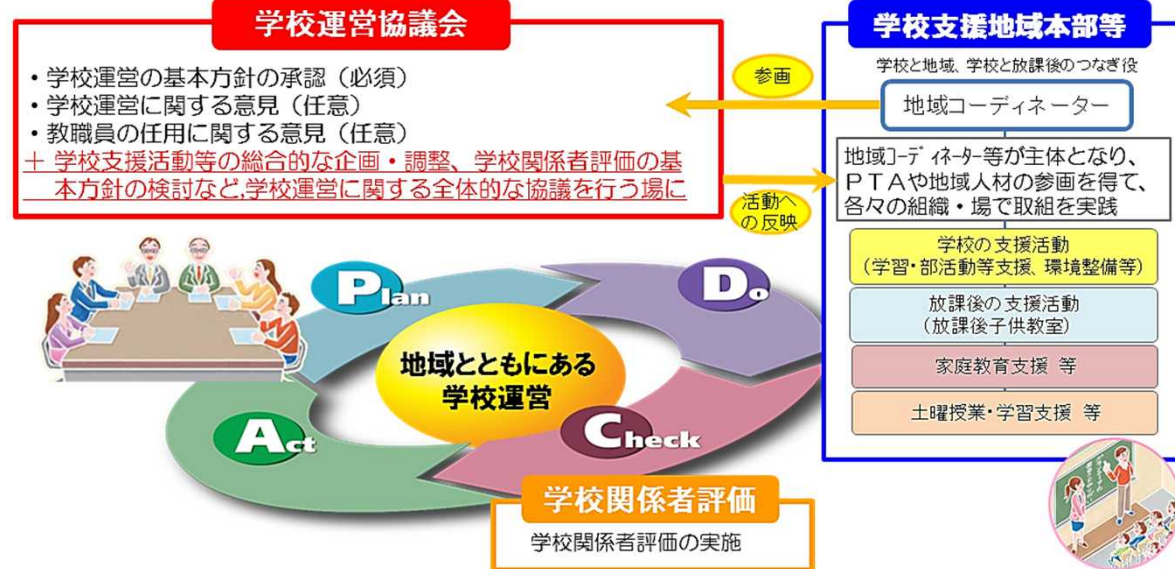 学校運営協議会
・学校運営の基本方針の承認（必須）
・学校運営に関する意見（任意）
・教職員の任用に関する意見（任意）
＋ 学校支援活動等の総合的な企画・調整、学校関係者評価の基
本方針の検討など,学校運営に関する全体的な協議を行う場に
参画
活動へ
の反映
学校支援地域本部等
学校と地域、学校と放課後のつなぎ役
地域コーディネーター
地域ｺｰﾃﾞｨﾈｰﾀｰ等が主体となり、
ＰＴＡや地域人材の参画を得て、
各々の組織・場で取組を実践
学校の支援活動
（学習・部活動等支援、環境整備等）
放課後の支援活動
（放課後子供教室）
家庭教育支援 等
土曜授業・学習支援 等
Plan
Do
地域とともにある
学校運営
Act
Check
学校関係者評価
学校関係者評価の実施